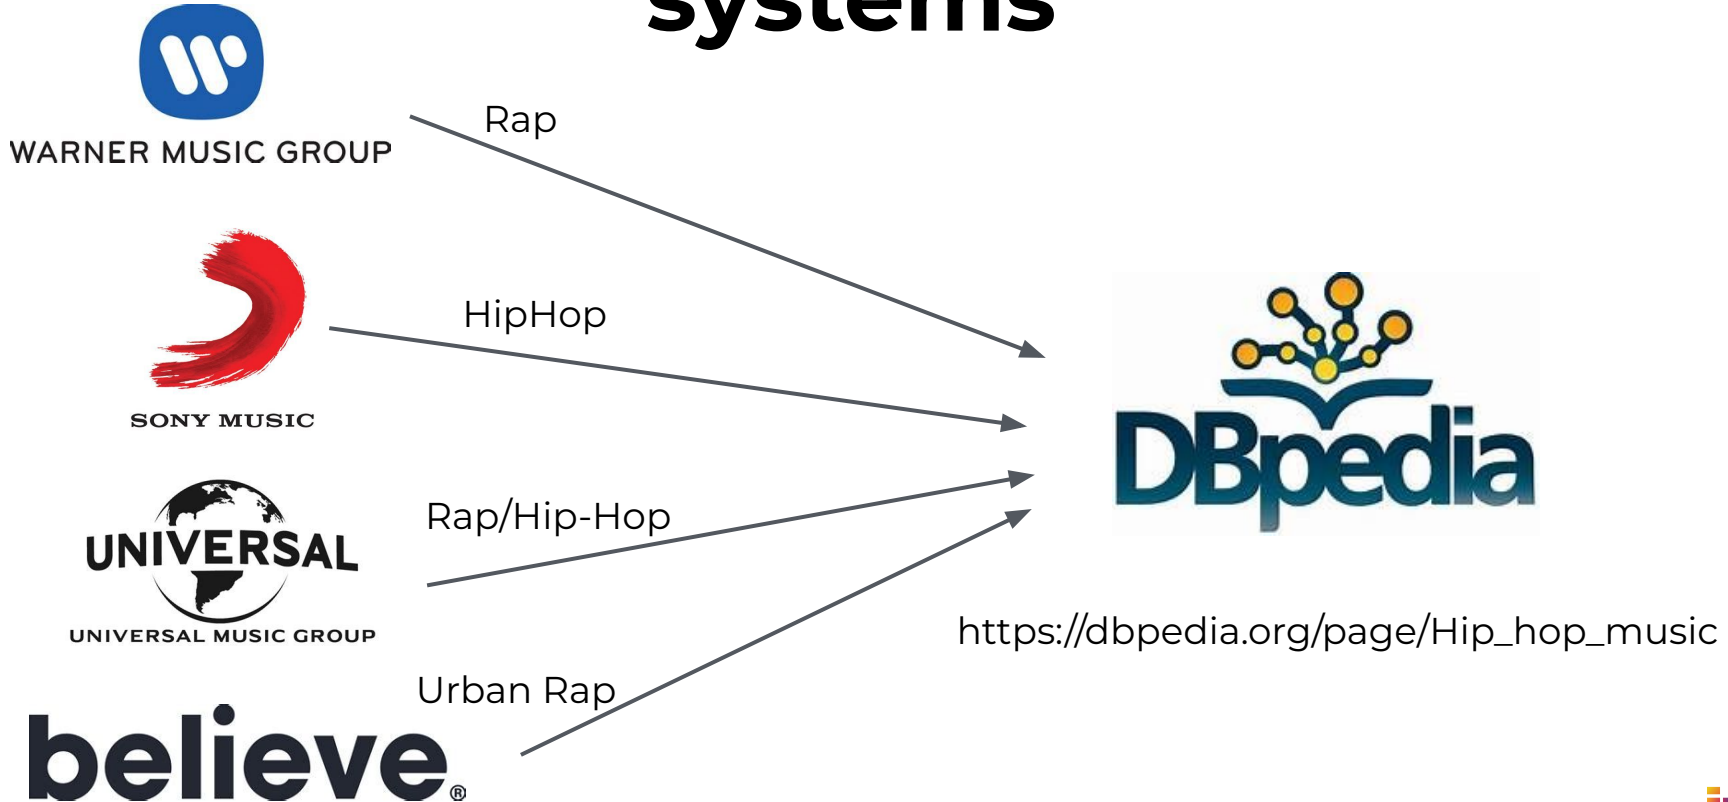 systems
WARNER MUSIC GROUP
Rap
SONY MUSIC
HipHop
UNIVERSAL
UNIVERSAL MUSIC GROUP
Rap/Hip-Hop
believe®
Urban Rap
DBpedia
https://dbpedia.org/page/Hip_hop_music